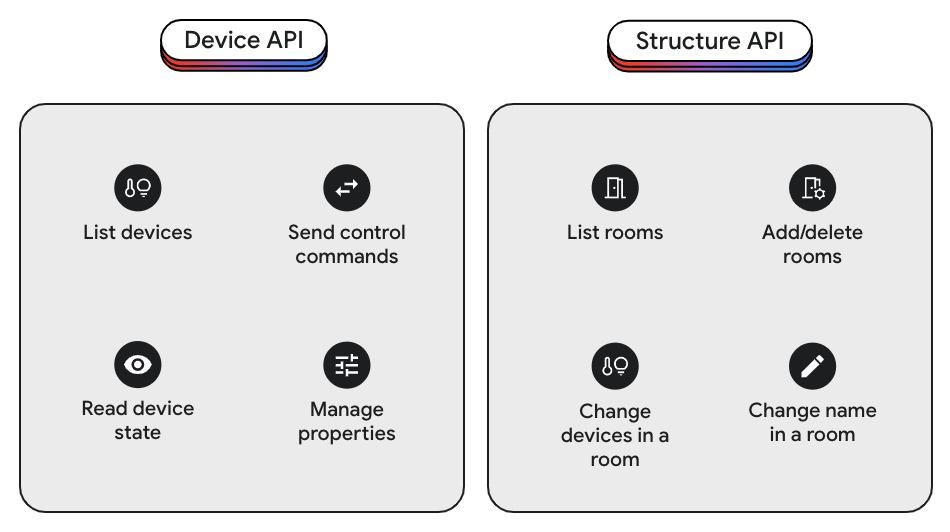 Device API
List devices
Send control
commands
Read device
state
Manage
properties
Structure API
List rooms
Add/delete
rooms
Change
devices in a
room
Change name
in a room